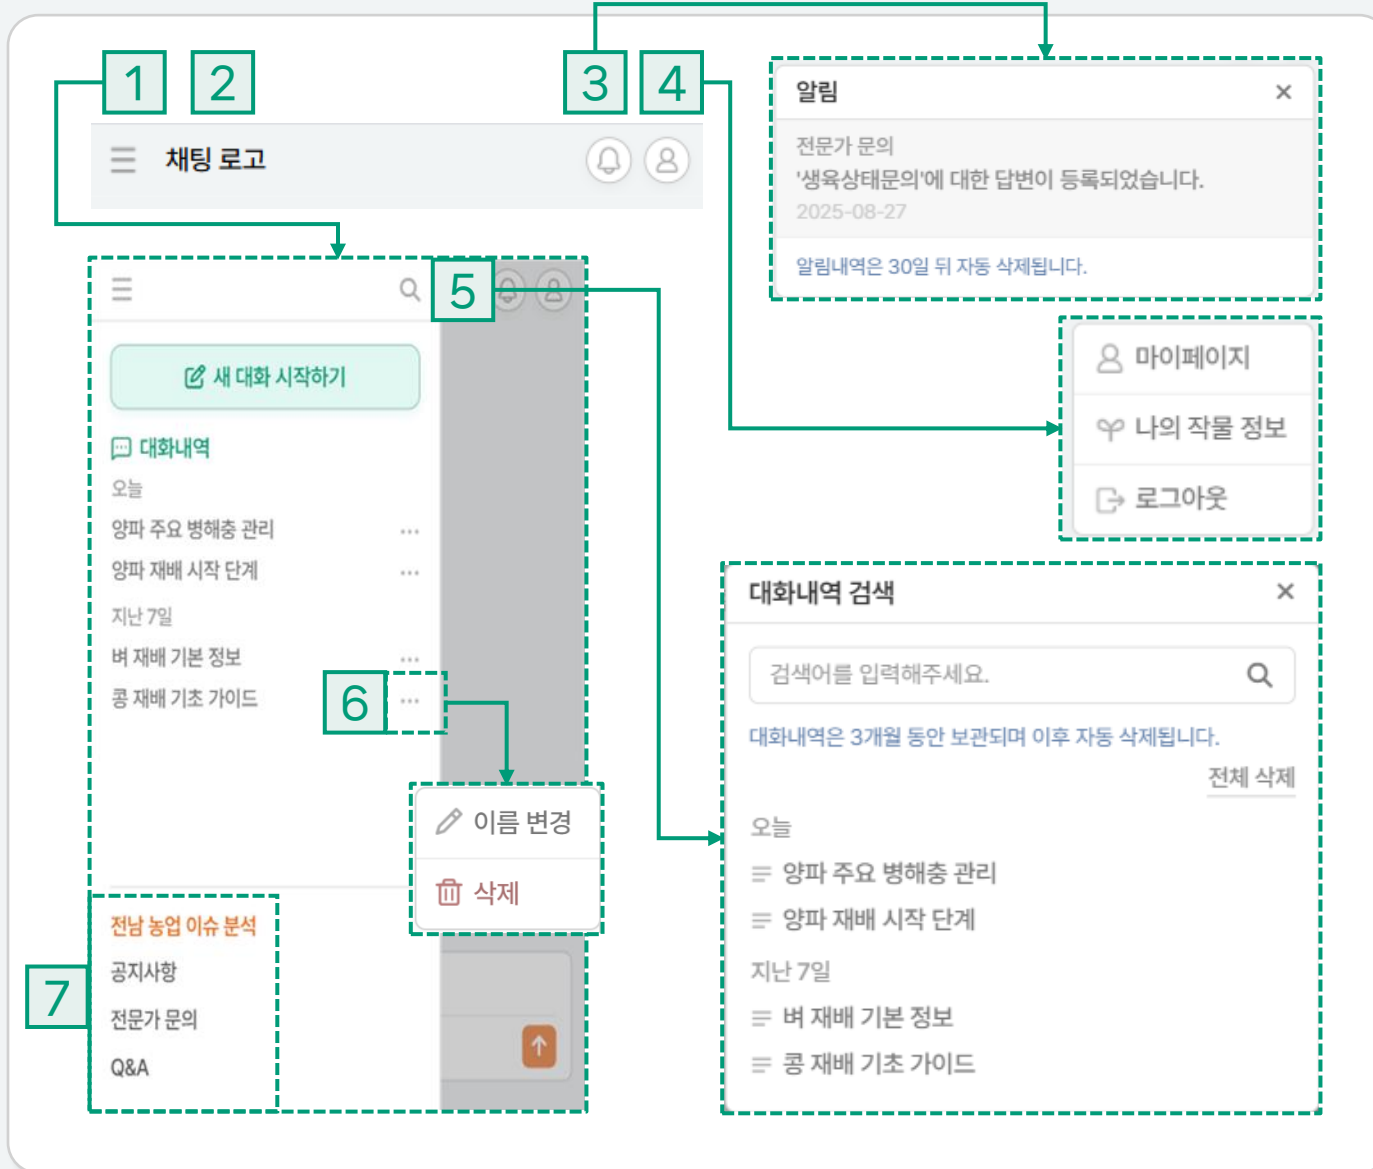 1 2 3 4
채팅 로고
알림
전문가 문의
'생육상태문의'에 대한 답변이 등록되었습니다.
2025-08-27
알림내역은 30일 뒤 자동 삭제됩니다.
마이페이지
나의 작물 정보
로그아웃
5
새 대화 시작하기
대화내역
오늘
양파 주요 병해충 관리
양파 재배 시작 단계
지난 7일
벼 재배 기본 정보
콩 재배 기초 가이드
6
이름 변경
삭제
7
전남 농업 이슈 분석
공지사항
전문가 문의
Q&A
대화내역 검색
검색어를 입력해주세요.
대화내역은 3개월 동안 보관되며 이후 자동 삭제됩니다.
전체 삭제
오늘
양파 주요 병해충 관리
양파 재배 시작 단계
지난 7일
벼 재배 기본 정보
콩 재배 기초 가이드